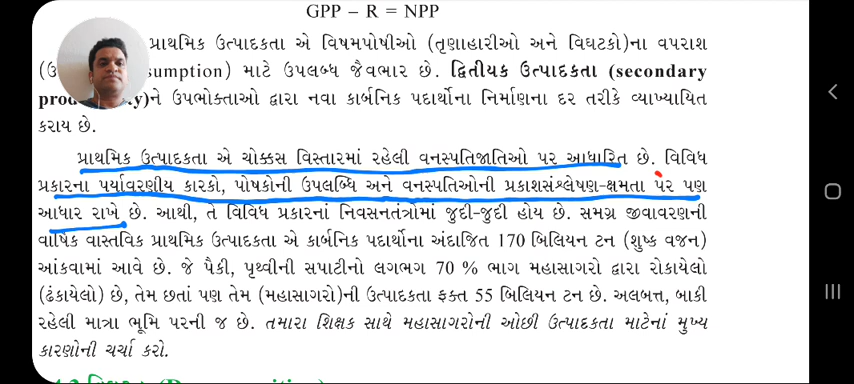 GPP – R = NPP
પ્રાથમિક ઉત્પાદકતા એ વિષમપોષીઓ (તૃણાહારીઓ અને વિઘટકો)ના વપરાશ
sumption) માટે ઉપલબ્ધ જૈવભાર છે. દ્વિતીયક ઉત્પાદકતા (secondary
ને ઉપભોક્તાઓ દ્વારા નવા કાર્બનિક પદાર્થોના નિર્માણના દર તરીકે વ્યાખ્યાયિત
કરાય છે.
પ્રાથમિક ઉત્પાદકતા એ ચોક્કસ વિસ્તારમાં રહેલી વનસ્પતિજાતિઓ પર આધારિત છે. વિવિધ
પ્રકારના પર્યાવરણીય કારકો, પોષકોની ઉપલબ્ધિ અને વનસ્પતિઓની પ્રકાશસંશ્લેષણ-ક્ષમતા પર પણ
આધાર રાખે છે. આથી, તે વિવિધ પ્રકારનાં નિવસનતંત્રોમાં જુદી-જુદી હોય છે. સમગ્ર જીવાવરણની
વાર્ષિક વાસ્તવિક પ્રાથમિક ઉત્પાદકતા એ કાર્બનિક પદાર્થોના અંદાજિત 170 બિલિયન ટન (શુષ્ક વજન)
આંકવામાં આવે છે. જે પૈકી, પૃથ્વીની સપાટીનો લગભગ 70 % ભાગ મહાસાગરો દ્વારા રોકાયેલો
(ઢંકાયેલો) છે, તેમ છતાં પણ તેમ (મહાસાગરો)ની ઉત્પાદકતા ફક્ત 55 બિલિયન ટન છે. અલબત્ત, બાકી
રહેલી માત્રા ભૂમિ પરની જ છે. તમારા શિક્ષક સાથે મહાસાગરોની ઓછી ઉત્પાદકતા માટેનાં મુખ્ય
કારણોની ચર્ચા કરો.